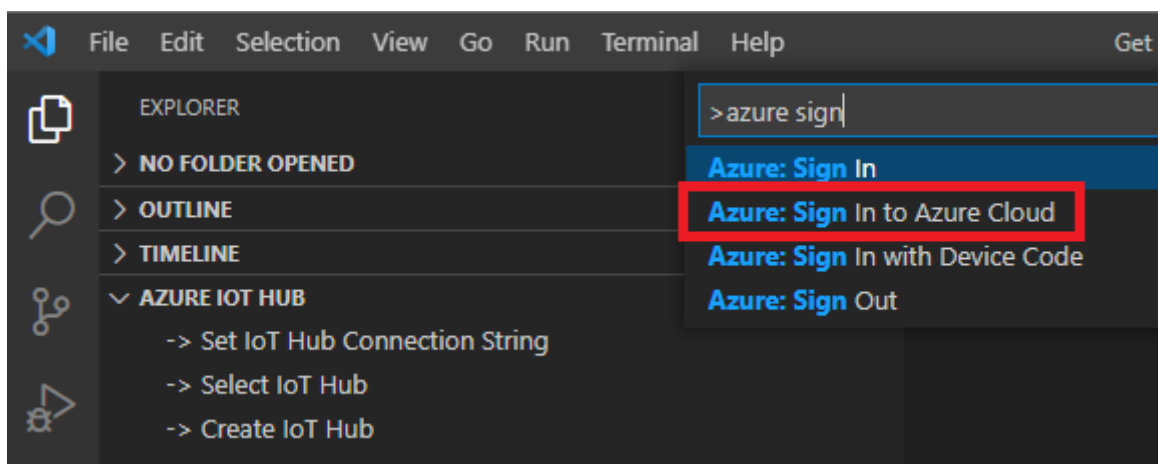 File Edit Selection View Go Run Terminal Help Get
EXPLORER
NO FOLDER OPENED
OUTLINE
TIMELINE
AZURE IOT HUB
-> Set IoT Hub Connection String
-> Select IoT Hub
-> Create IoT Hub
>azure sign
Azure: Sign In
Azure: Sign In to Azure Cloud
Azure: Sign In with Device Code
Azure: Sign Out